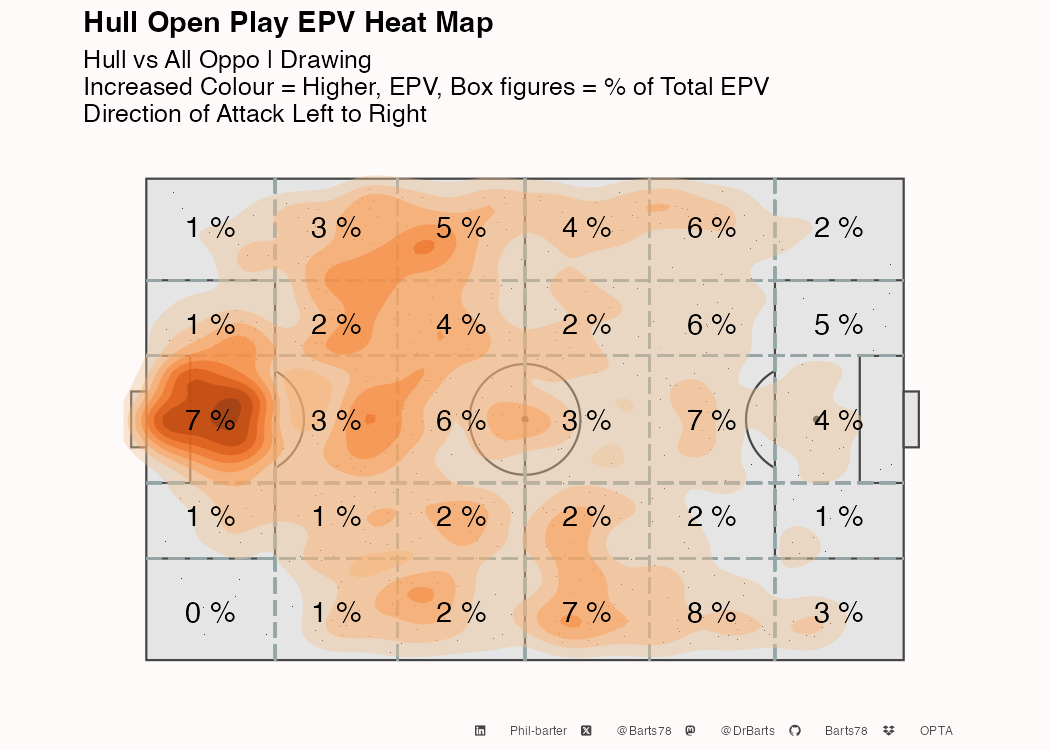 Hull Open Play EPV Heat Map
Hull vs All Oppo | Drawing
Increased Colour = Higher, EPV, Box figures = % of Total EPV
Direction of Attack Left to Right
1 % 3 % 5 % 4 % 6 % 2 %
1 % 2 % 4 % 2 % 6 % 5 %
7 % 3 % 6 % 3 % 7 % 4 %
1 % 1 % 2 % 2 % 2 % 1 %
0 % 1 % 2 % 7 % 8 % 3 %
Phil-barter @Barts78 @DrBarts Barts78 OPTA